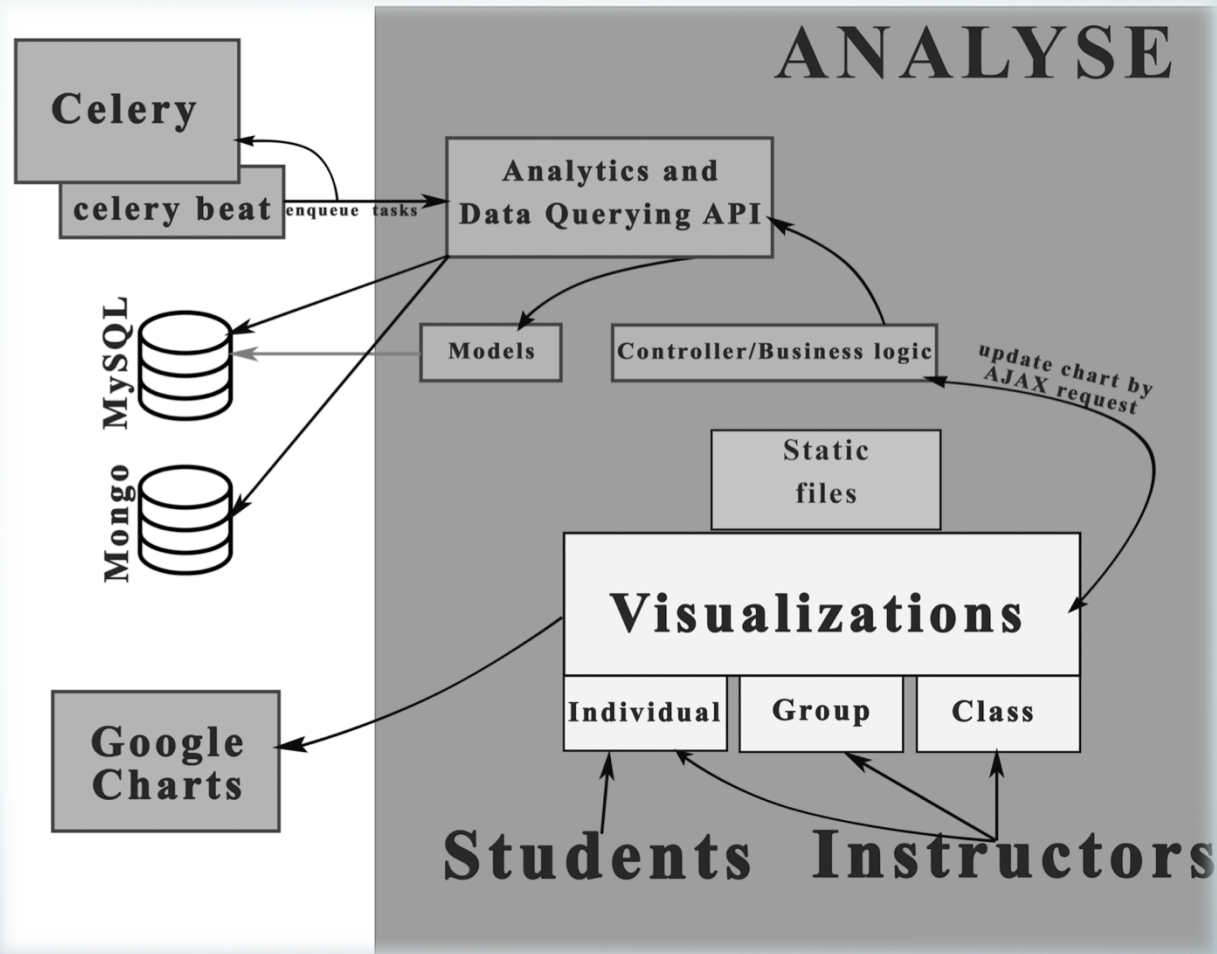 ANALYSE
Celery
celery beat
enqueue tasks
Analytics and
Data Querying API
MySQL
Models
Controller/Business logic
update chart by
AJAX request
Static
files
Mongo
Visualizations
Individual
Group
Class
Google
Charts
Students
Instructors